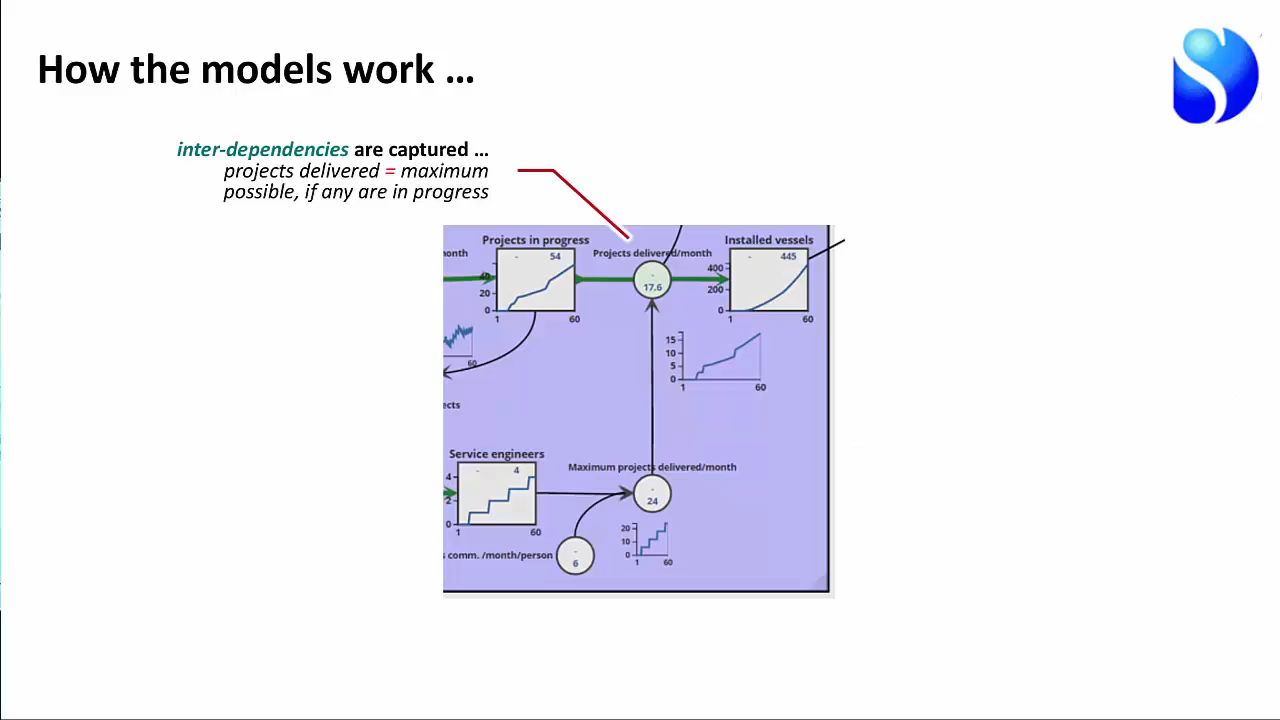 How the models work ...
inter-dependencies are captured ...
projects delivered = maximum
possible, if any are in progress
Projects in progress
Installed vessels
onth
Projects delivered/month
- 54
- 445
40
20
0
1 60
-
17.6
400
200
0
1 60
15
10
5
0
1 60
60
ects
Service engineers
Maximum projects delivered/month
- 4
4
2
0
1 60
-
24
20
10
0
1 60
s comm. /month/person
-
6